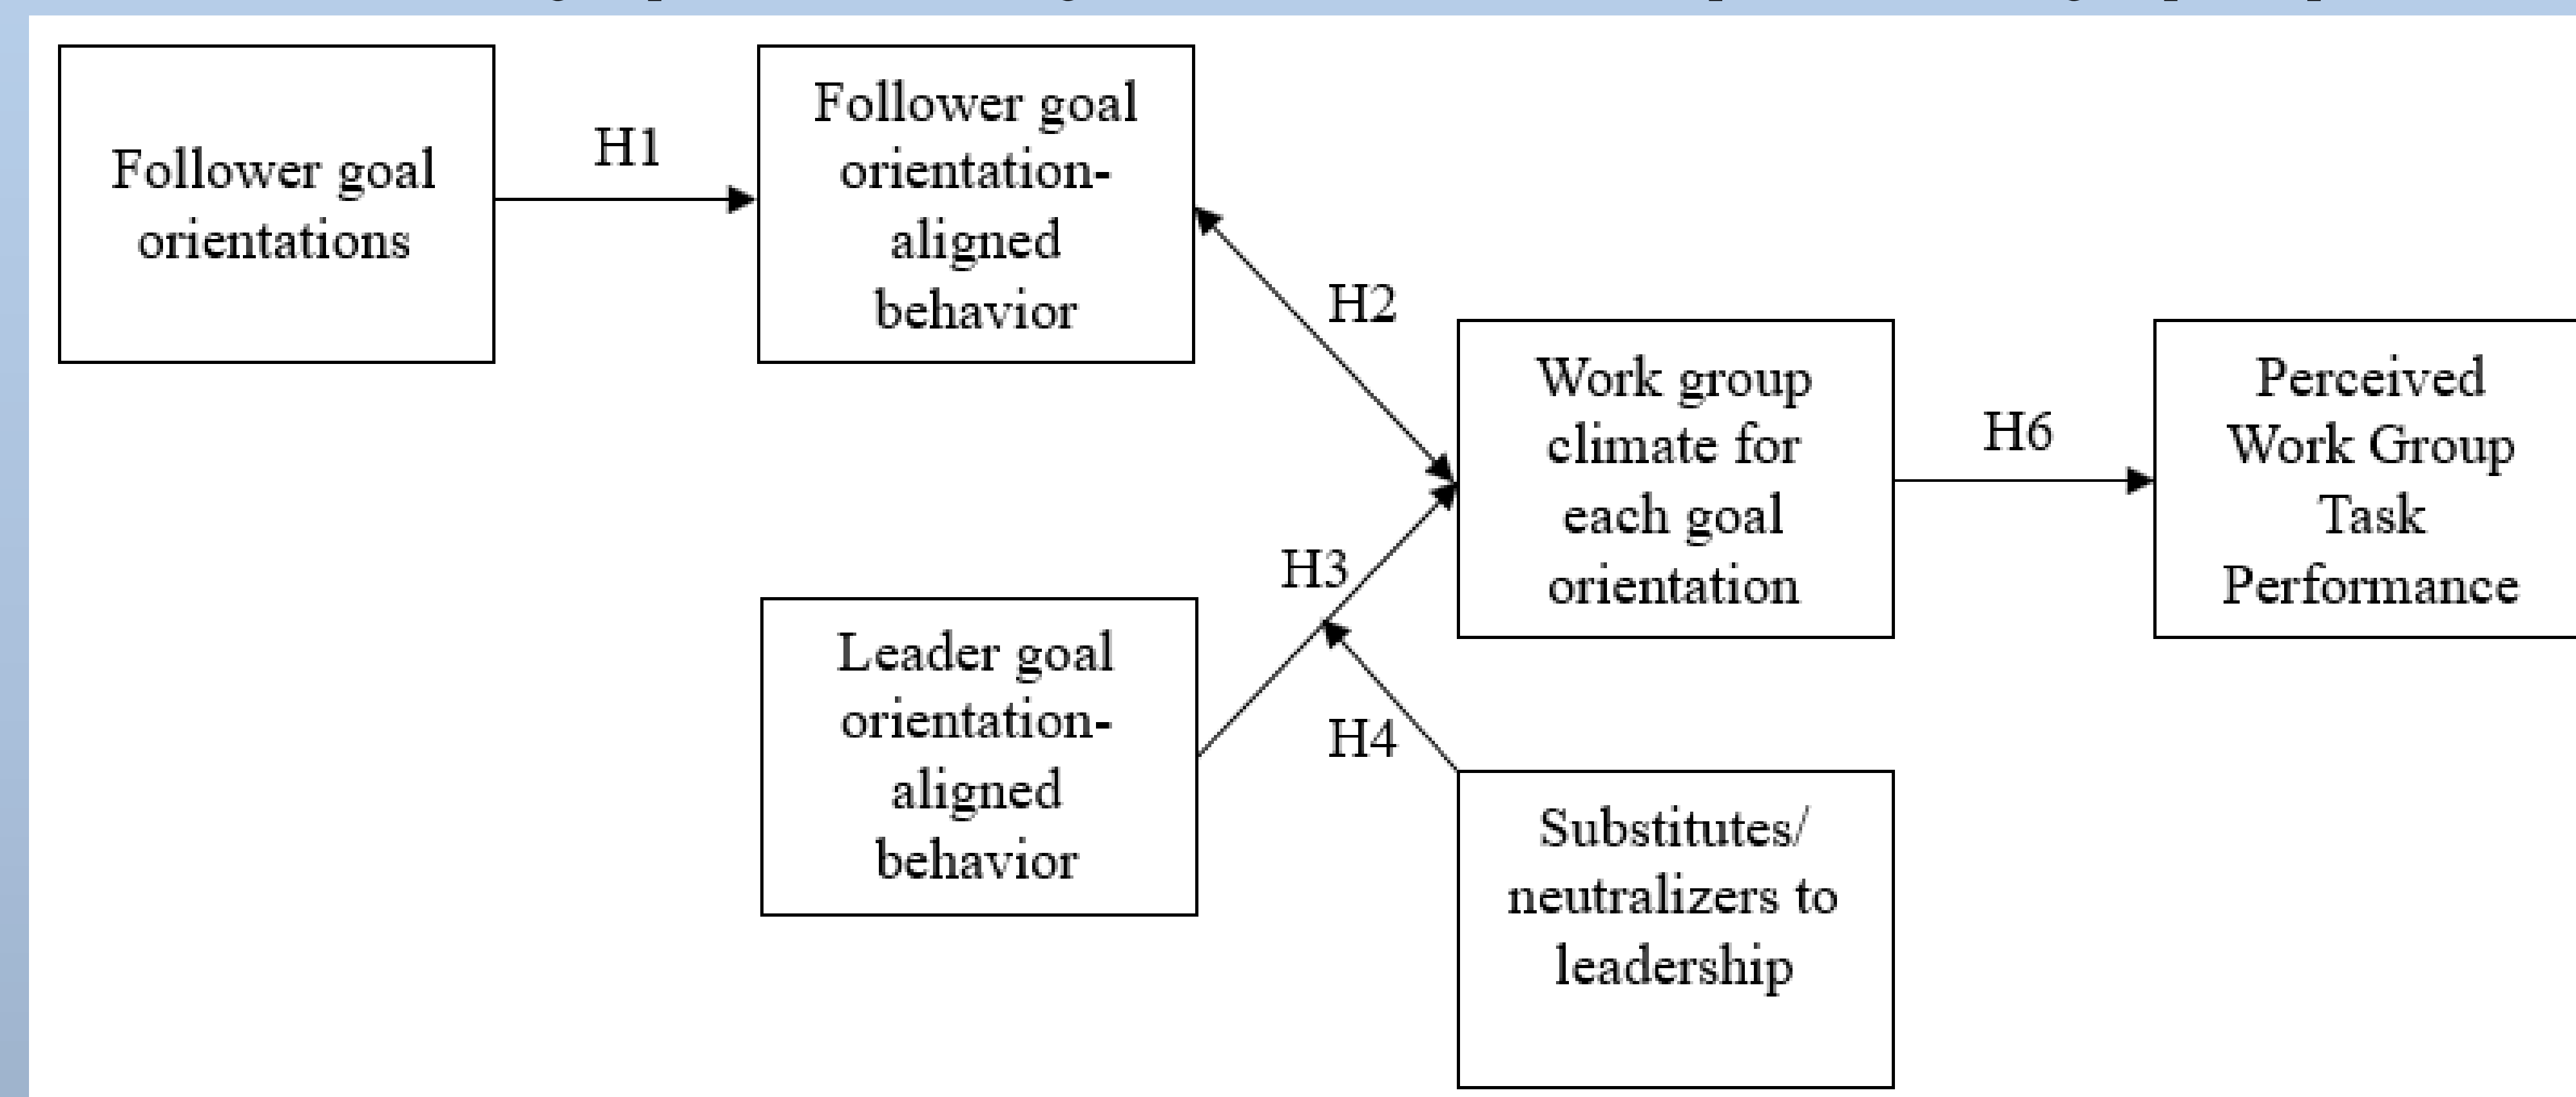 Follower goal
orientations
H1
Follower goal
orientation-
aligned
behavior
H2
Work group
climate for
each goal
orientation
H6
Perceived
Work Group
Task
Performance
H3
Leader goal
orientation-
aligned
behavior
H4
Substitutes/
neutralizers to
leadership